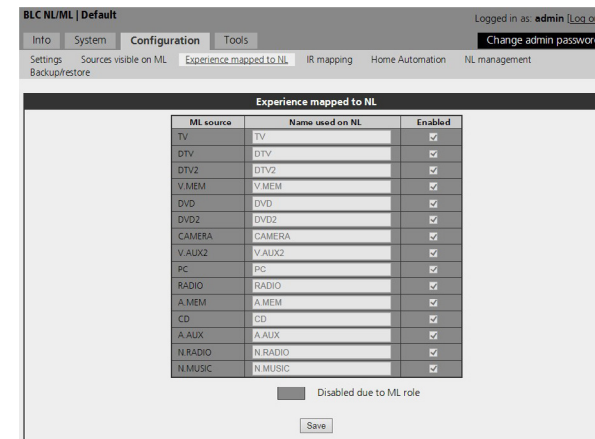 BLC NL/ML | Default
Logged in as: admin [Log
Info System Configuration Tools
Change admin
Settings Sources visible on ML Experience mapped to NL IR mapping Home Automation NL management
Backup/restore
Experience mapped to NL
ML source Name used on NL Enabled
TV TV
DTV DTV
DTV2 DTV2
V.MEM V.MEM
DVD DVD
DVD2 DVD2
CAMERA CAMERA
V.AUX2 V.AUX2
PC PC
RADIO RADIO
A.MEM A.MEM
CD CD
A.AUX A.AUX
N.RADIO N.RADIO
N.MUSIC N.MUSIC
Disabled due to ML role
Save